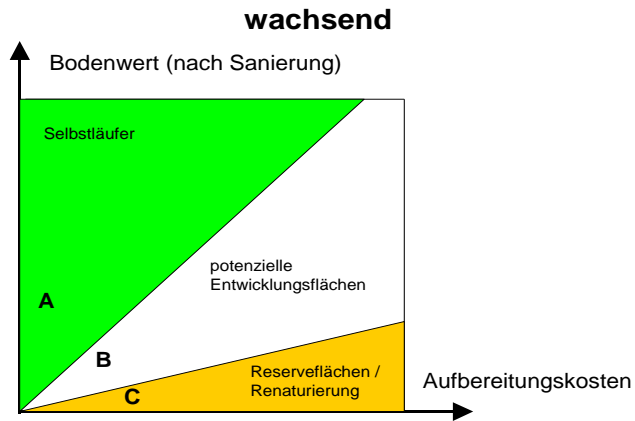 wachsend
Bodenwert (nach Sanierung)
Selbstläufer
potenzielle
Entwicklungsflächen
A
B
C
Reserveflächen /
Renaturierung
Aufbereitungskosten